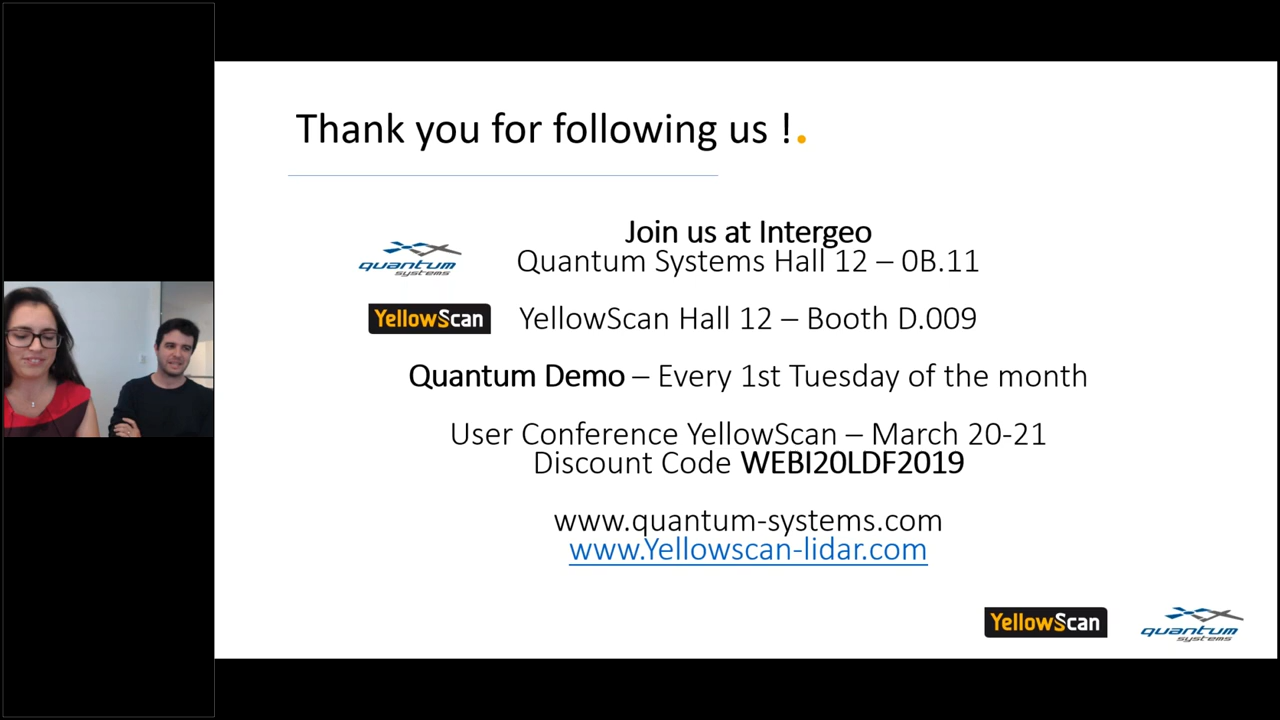 Thank you for following us !.
Join us at Intergeo
quantum systems
Quantum Systems Hall 12 – 0B.11
YellowScan
YellowScan Hall 12 – Booth D.009
Quantum Demo – Every 1st Tuesday of the month
User Conference YellowScan – March 20-21
Discount Code WEBI20LDF2019
www.quantum-systems.com
www.Yellowscan-lidar.com
YellowScan
quantum systems